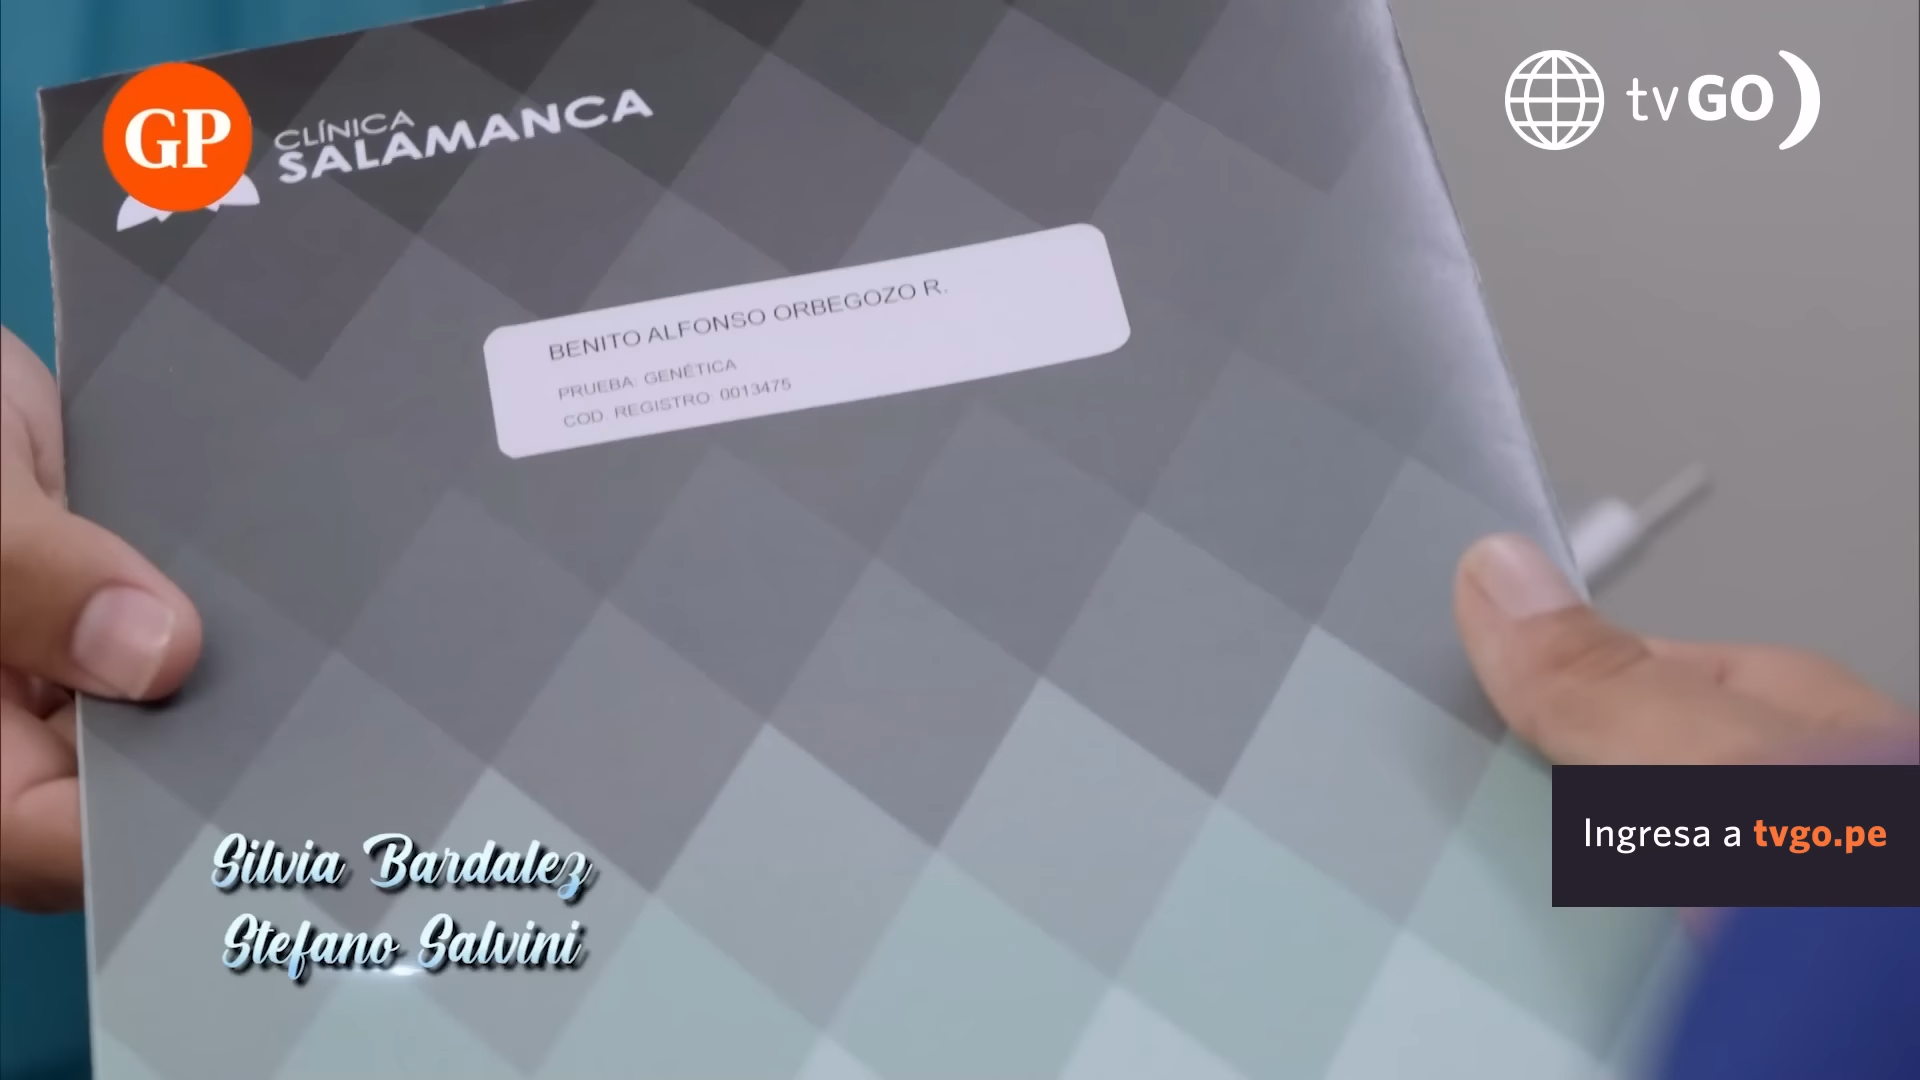 GP
CLÍNICA
SALAMANCA
tvGO
BENITO ALFONSO ORBEGOZO R.
PRUEBA: GENÉTICA
COD. REGISTRO 0013475
Ingresa a tvgo.pe
Silvia Bardalez
Stefano Salvini